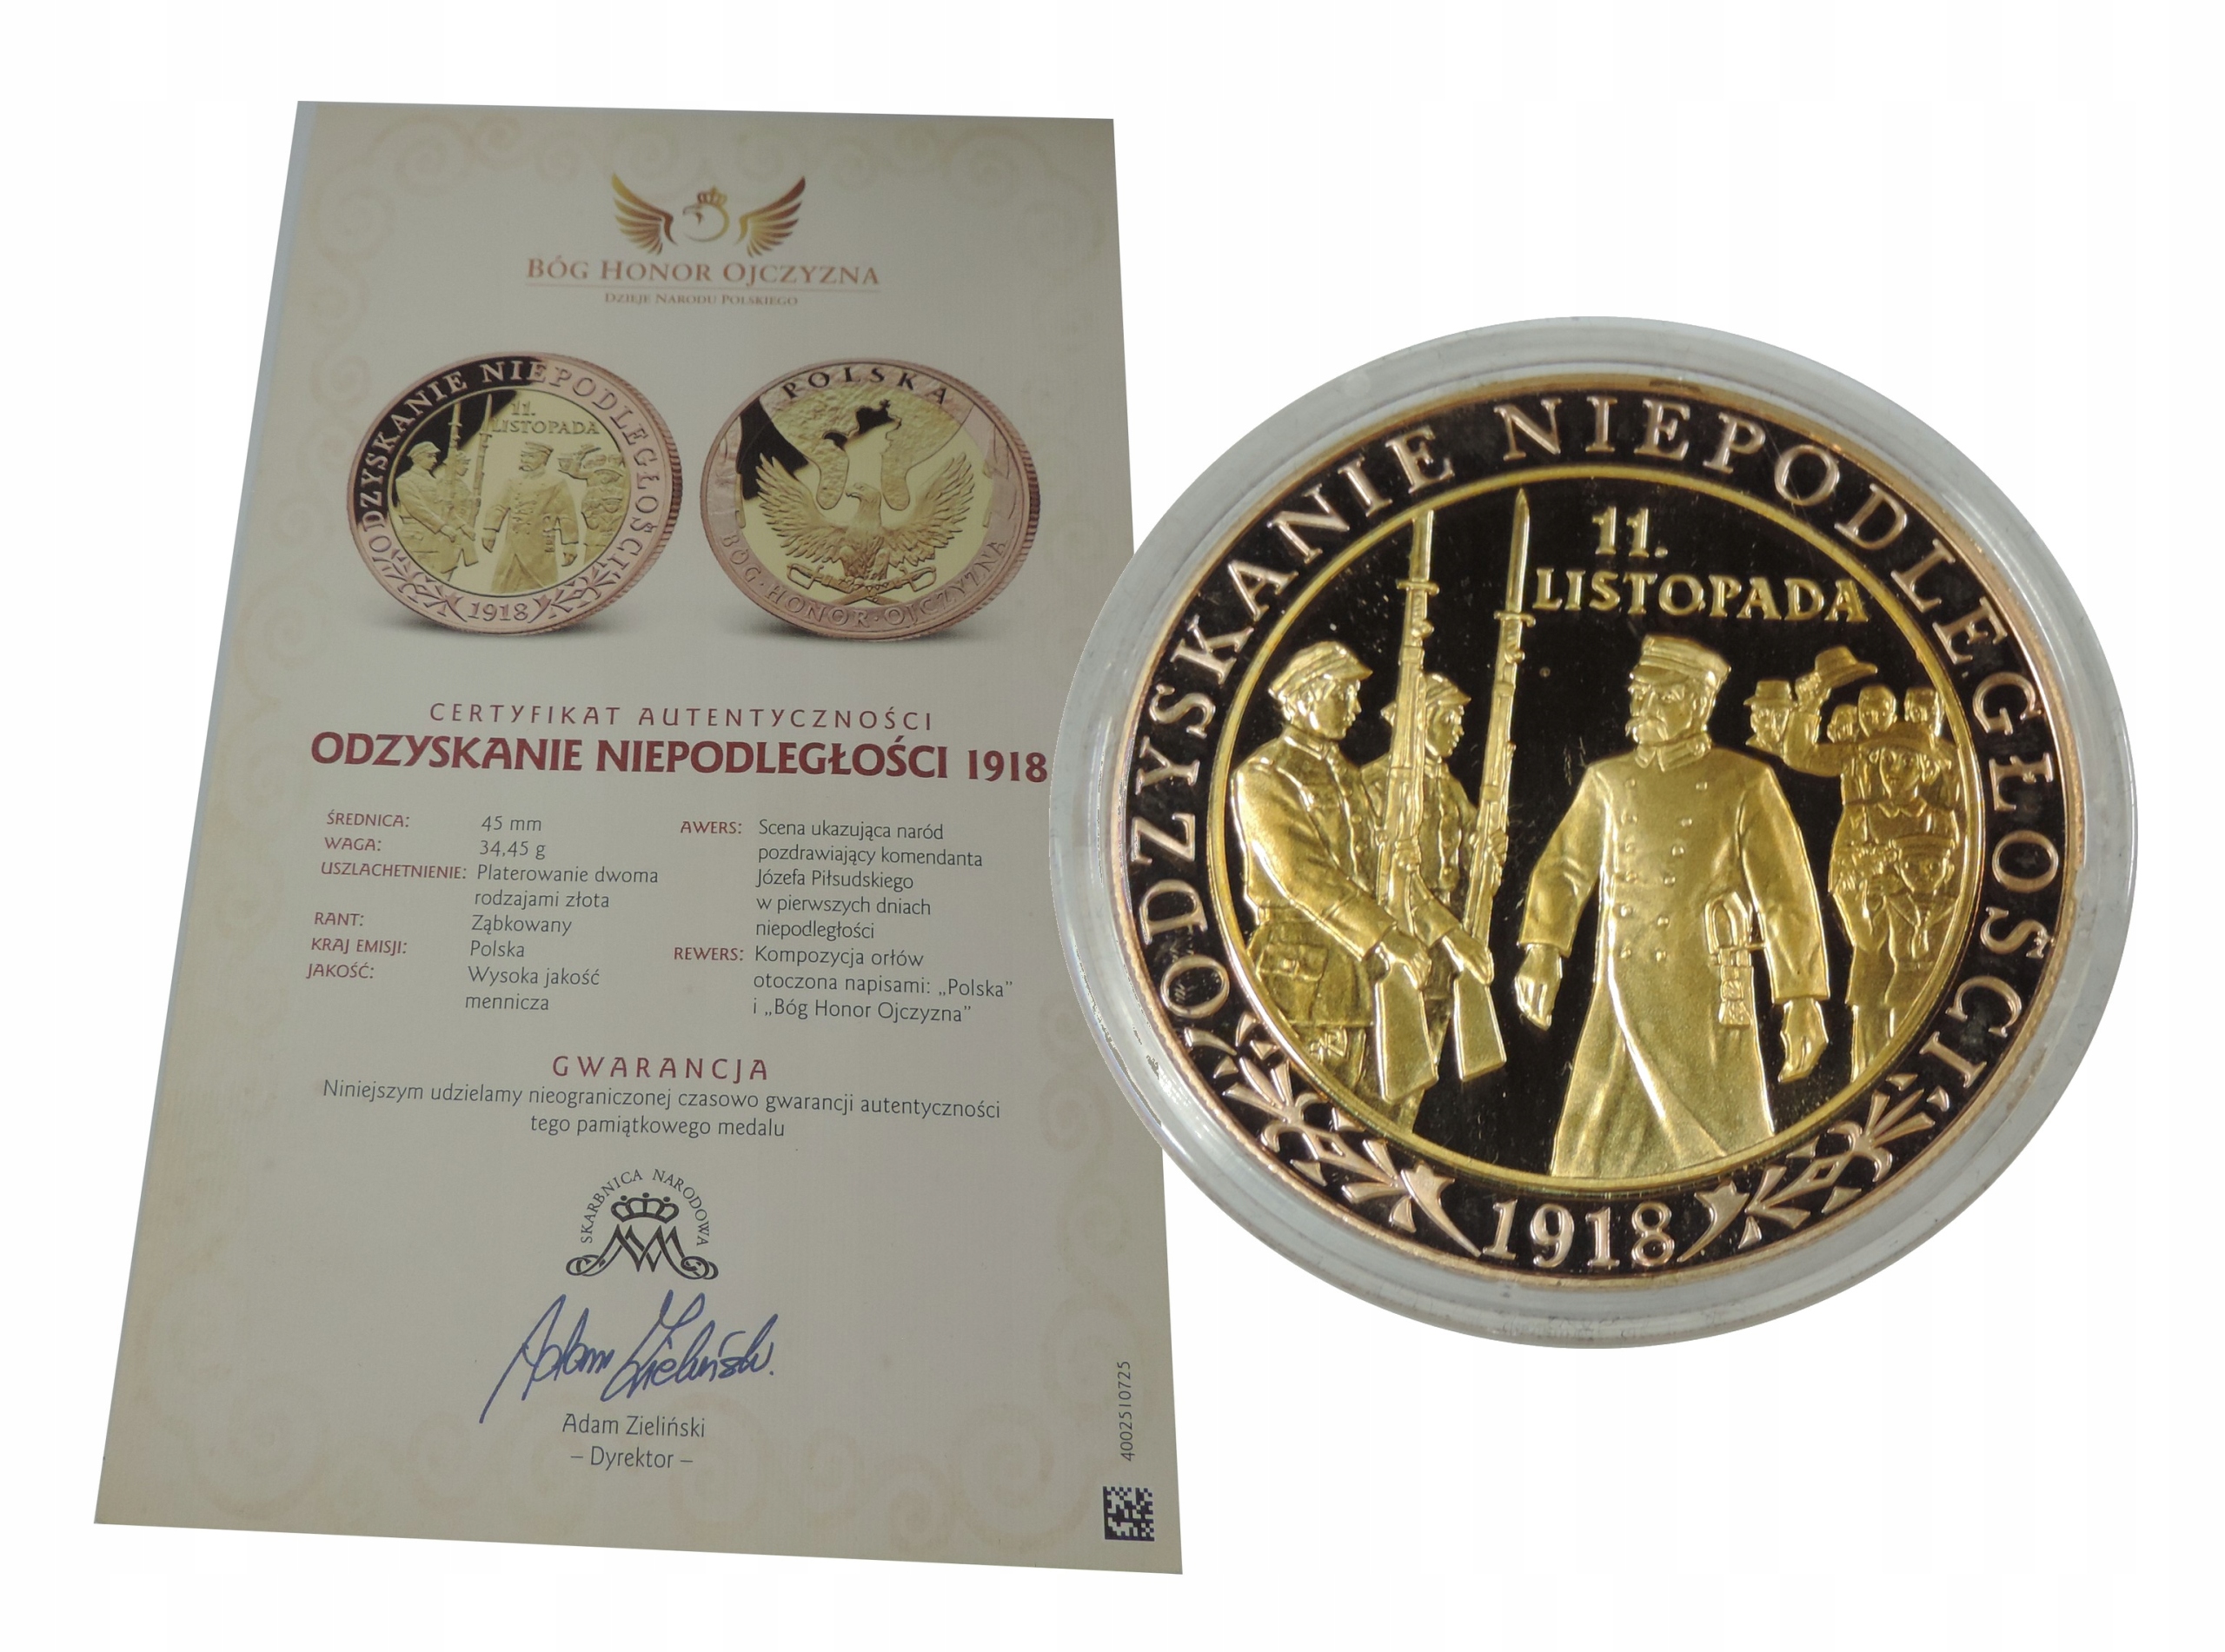 BÓG HONOR OJCZYZNA
DZIEJE NARODU POLSKIEGO
ODZYSKANIE NIEPODLEGŁOŚCI
11.
LISTOPADA
1918
POLSKA
BÓG · HONOR · OJCZYZNA
CERTYFIKAT AUTENTYCZNOŚCI
ODZYSKANIE NIEPODLEGŁOŚCI 1918
ŚREDNICA: 45 mm
WAGA: 34,45 g
USZLACHETNIENIE: Platerowanie dwoma
rodzajami złota
RANT: Ząbkowany
KRAJ EMISJI: Polska
JAKOŚĆ: Wysoka jakość
mennicza
AWERS: Scena ukazująca naród
pozdrawiający komendanta
Józefa Piłsudskiego
w pierwszych dniach
niepodległości
REWERS: Kompozycja orłów
otoczona napisami: „Polska”
i „Bóg Honor Ojczyzna”
GWARANCJA
Niniejszym udzielamy nieograniczonej czasowo gwarancji autentyczności
tego pamiątkowego medalu
SKARBNICA NARODOWA
Adam Zieliński
Adam Zieliński
– Dyrektor –
4002510725
ODZYSKANIE NIEPODLEGŁOŚCI
11.
LISTOPADA
1918